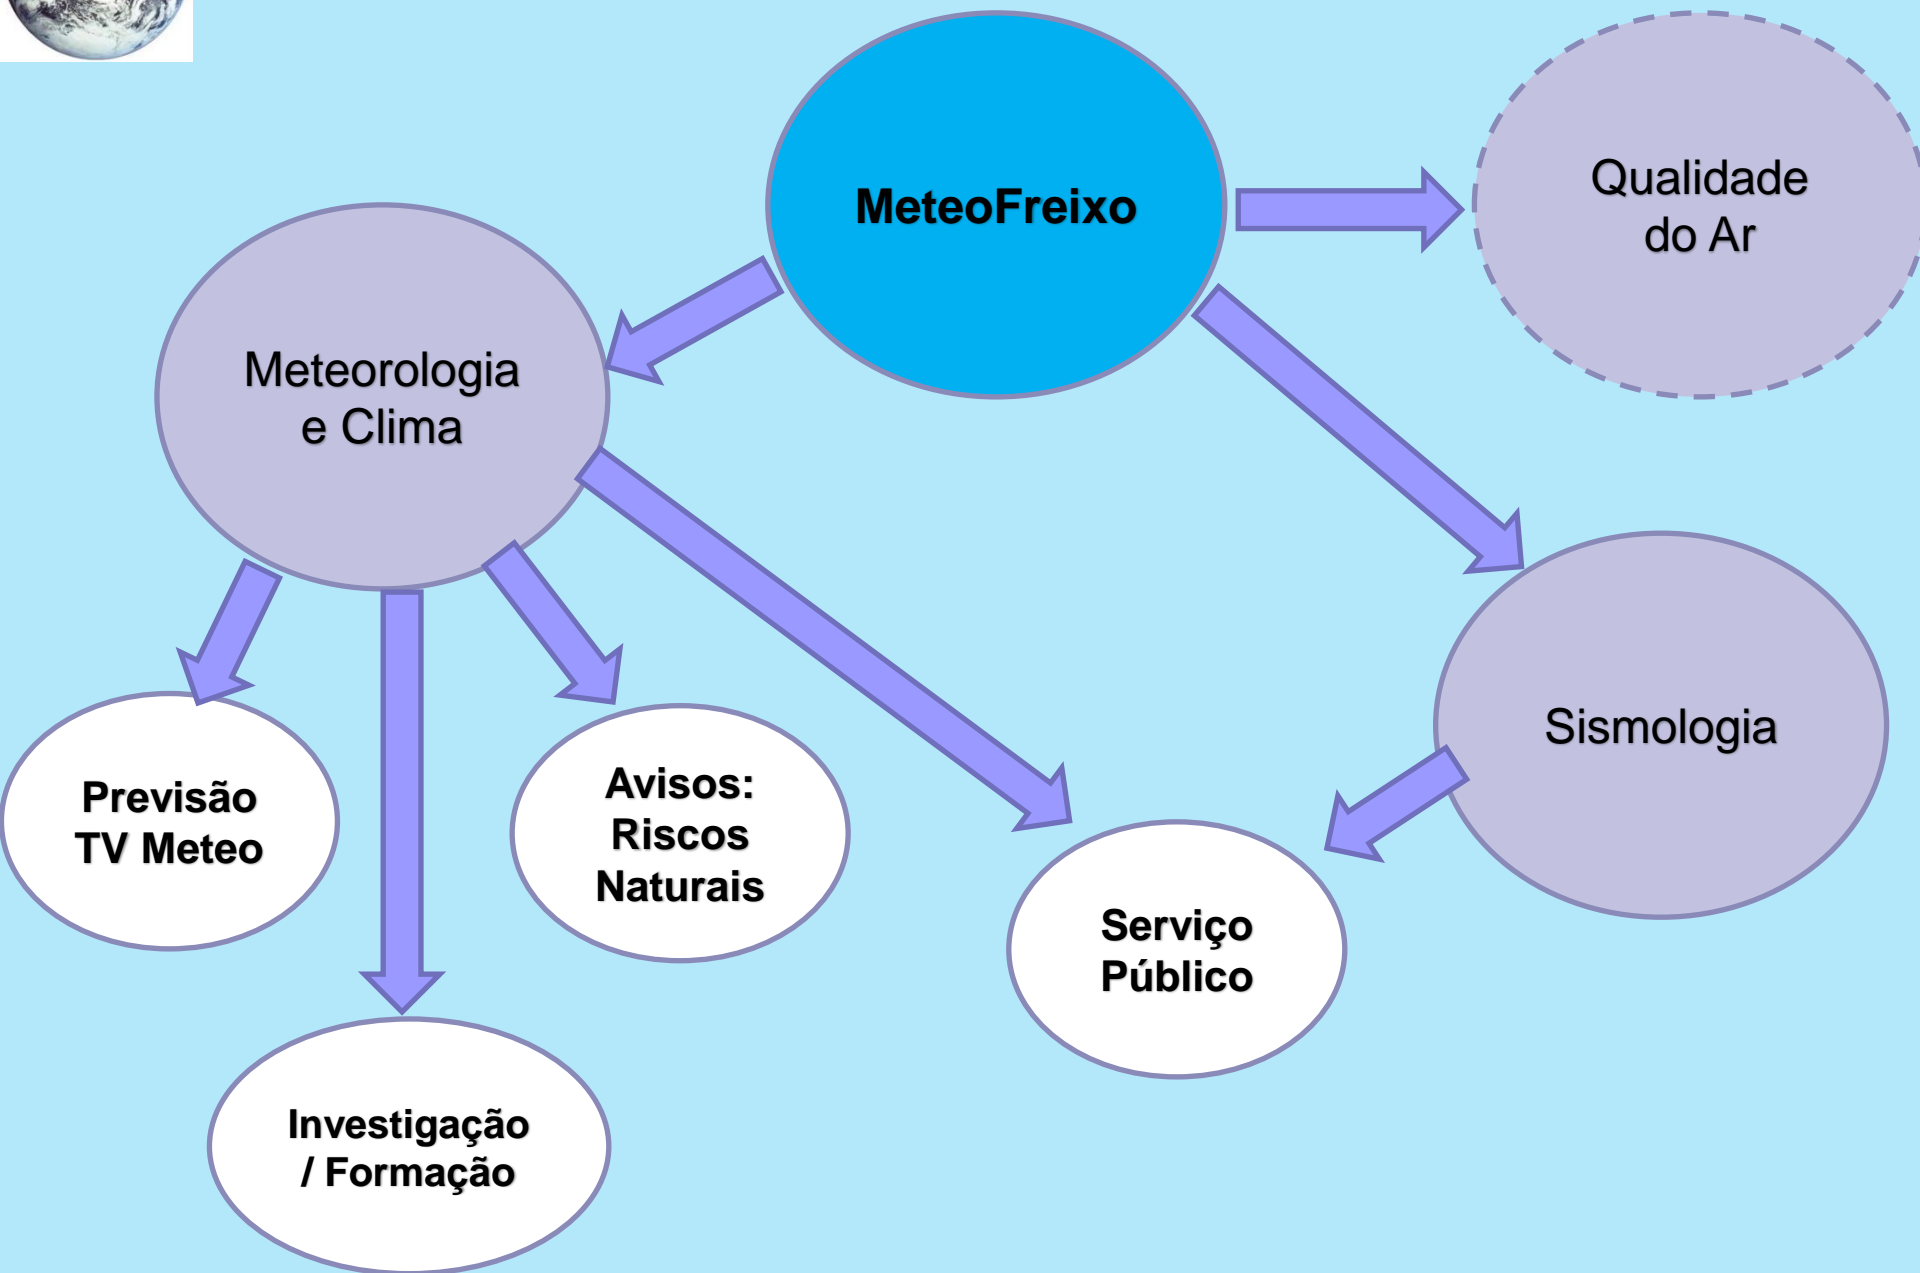 MeteoFreixo
Qualidade
do Ar
Meteorologia
e Clima
Sismologia
Previsão
TV Meteo
Avisos:
Riscos
Naturais
Serviço
Público
Investigação
/ Formação